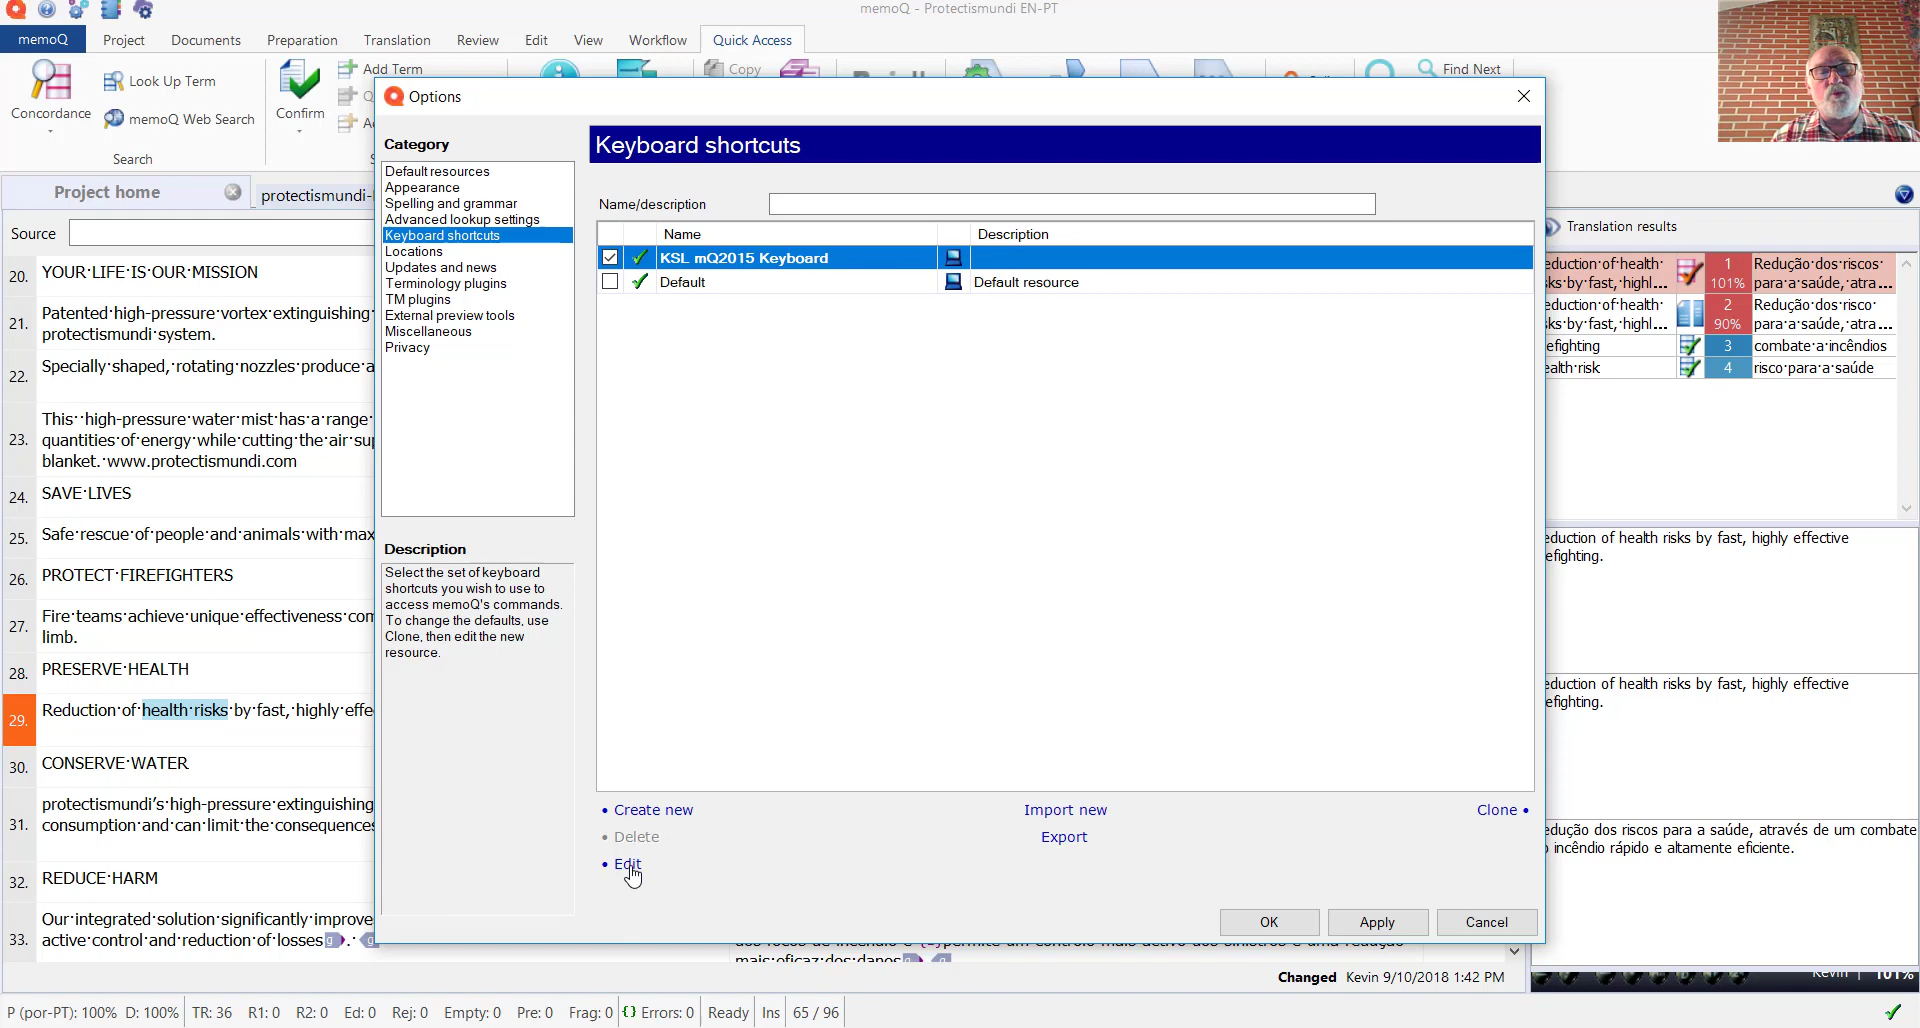 memoQ - Protectismundi EN-PT
memoQ
Project
Documents
Preparation
Translation
Review
Edit
View
Workflow
Quick Access
Concordance
Look Up Term
memoQ Web Search
Search
Confirm
Add Term
Copy
Find Next
Project home
protectismundi-
Source
20. YOUR·LIFE·IS·OUR·MISSION
21. Patented·high-pressure·vortex·extinguishing·
protectismundi·system.
22. Specially·shaped,·rotating·nozzles·produce·a
23. This··high-pressure·water·mist·has·a·range·
quantities·of·energy·while·cutting·the·air·sup
blanket.·www.protectismundi.com
24. SAVE·LIVES
25. Safe·rescue·of·people·and·animals·with·max
26. PROTECT·FIREFIGHTERS
27. Fire·teams·achieve·unique·effectiveness·com
limb.
28. PRESERVE·HEALTH
29. Reduction·of·health·risks·by·fast,·highly·effe
30. CONSERVE·WATER
31. protectismundi's·high-pressure·extinguishing
consumption·and·can·limit·the·consequences
32. REDUCE·HARM
33. Our·integrated·solution·significantly·improve
active·control·and·reduction·of·losses g . g
Options
Category
Default resources
Appearance
Spelling and grammar
Advanced lookup settings
Keyboard shortcuts
Locations
Updates and news
Terminology plugins
TM plugins
External preview tools
Miscellaneous
Privacy
Description
Select the set of keyboard
shortcuts you wish to use to
access memoQ's commands.
To change the defaults, use
Clone, then edit the new
resource.
Keyboard shortcuts
Name/description
Name Description
KSL mQ2015 Keyboard
Default Default resource
Create new
Import new
Clone
Delete
Export
Edit
OK
Apply
Cancel
Translation results
eduction·of·health· 1 Redução·dos·riscos·
ks·by·fast,·highl... 101% para·a·saúde,·atra...
eduction·of·health· 2 Redução·dos·risco·
ks·by·fast,·highl... 90% para·a·saúde,·atra...
efighting 3 combate·a·incêndios
ealth·risk 4 risco·para·a·saúde
eduction of health risks by fast, highly effective
efighting.
eduction of health risks by fast, highly effective
efighting.
edução dos riscos para a saúde, através de um combate
incêndio rápido e altamente eficiente.
mais·eficaz·dos·danos g g
Changed Kevin 9/10/2018 1:42 PM
Kevin 101%
P (por-PT): 100% D: 100% TR: 36 R1: 0 R2: 0 Ed: 0 Rej: 0 Empty: 0 Pre: 0 Frag: 0 Errors: 0 Ready Ins 65 / 96